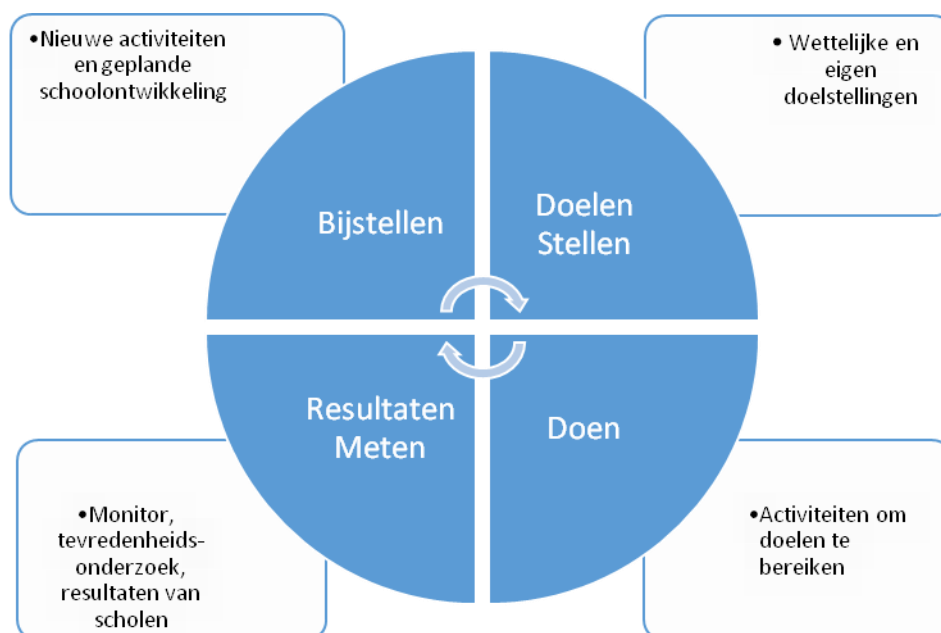 •Nieuwe activiteiten
en geplande
schoolontwikkeling
• Wettelijke en
eigen
doelstellingen
Bijstellen
Doelen
Stellen
Resultaten
Meten
Doen
•Monitor,
tevredenheids-
onderzoek,
resultaten van
scholen
•Activiteiten om
doelen te
bereiken